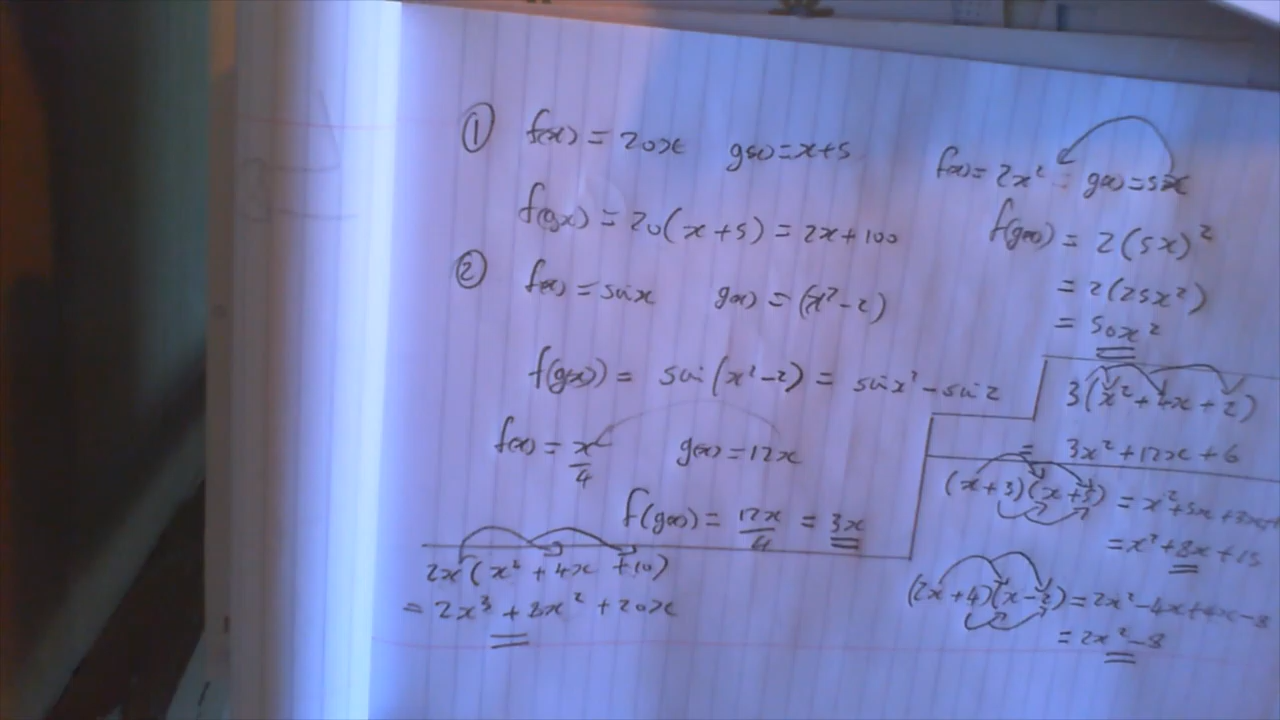 ① f(x) = 20x g(x) = x+5
f(gx) = 20(x+5) = 2x+100
② f(x) = sin x g(x) = (x²-2)
f(g(x)) = sin(x²-2) = sin x² - sin 2
f(x) = x/4 g(x) = 12x
f(g(x)) = 12x/4 = 3x
2x(x² + 4x + 10)
= 2x³ + 8x² + 20x
f(x) = 2x² g(x) = 5x
f(g(x)) = 2(5x)²
= 2(25x²)
= 50x²
3(x² + 4x + 2)
= 3x² + 12x + 6
(x+3)(x+5) = x²+5x+3x+
= x²+8x+15
(2x+4)(x-2) = 2x²-4x+4x-8
= 2x²-8